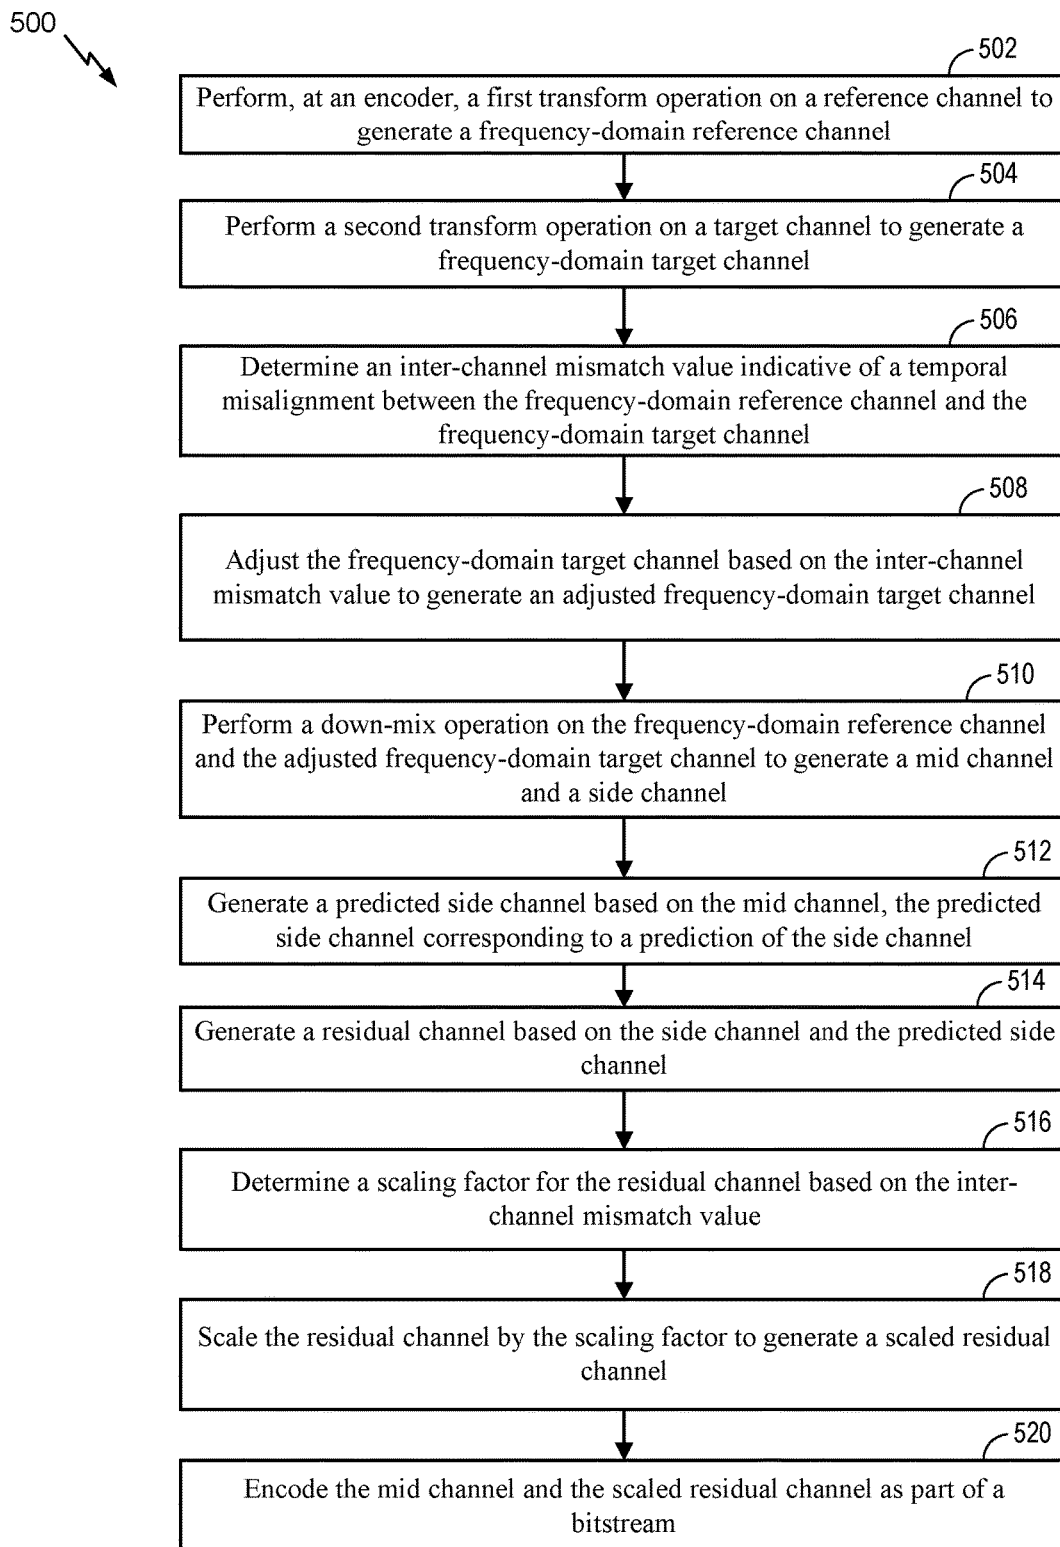 500
502
Perform, at an encoder, a first transform operation on a reference channel to
generate a frequency-domain reference channel
504
Perform a second transform operation on a target channel to generate a
frequency-domain target channel
506
Determine an inter-channel mismatch value indicative of a temporal
misalignment between the frequency-domain reference channel and the
frequency-domain target channel
508
Adjust the frequency-domain target channel based on the inter-channel
mismatch value to generate an adjusted frequency-domain target channel
510
Perform a down-mix operation on the frequency-domain reference channel
and the adjusted frequency-domain target channel to generate a mid channel
and a side channel
512
Generate a predicted side channel based on the mid channel, the predicted
side channel corresponding to a prediction of the side channel
514
Generate a residual channel based on the side channel and the predicted side
channel
516
Determine a scaling factor for the residual channel based on the inter-
channel mismatch value
518
Scale the residual channel by the scaling factor to generate a scaled residual
channel
520
Encode the mid channel and the scaled residual channel as part of a
bitstream